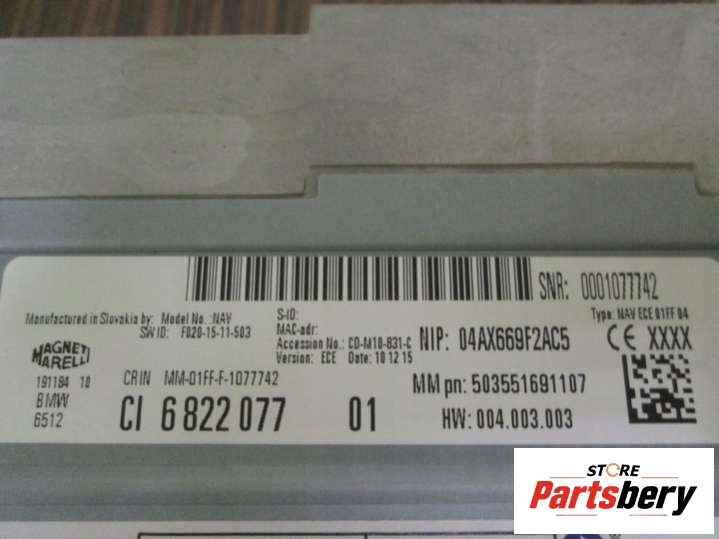 SNR: 0001077742
Type: NAV ECE 01FF 04
Manufactured in Slovakia by: Model No.: NAV
SW ID: F020-15-11-503
S-ID:
MAC-adr:
Accession No.: CD-M10-831-C
Version: ECE Date: 10 12 15
NIP: 04AX669F2AC5
CE XXXX
MAGNETI MARELLI
191184 10
BMW
6512
CRIN MM-01FF-F-1077742
CI 6 822 077 01
MM pn: 503551691107
HW: 004.003.003
STORE
Partsbery